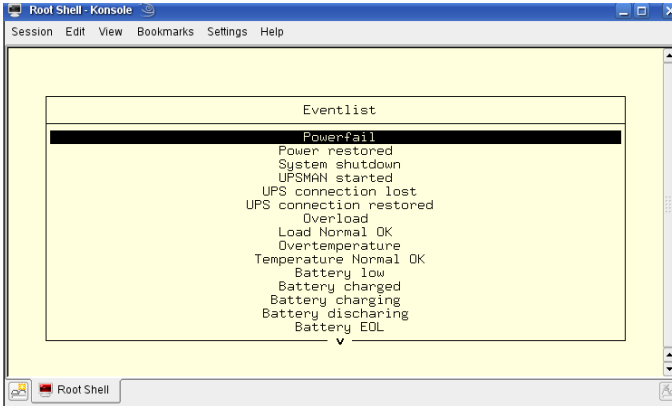 Root Shell - Konsole
Session Edit View Bookmarks Settings Help
Eventlist
Powerfail
Power restored
System shutdown
UPSMAN started
UPS connection lost
UPS connection restored
Overload
Load Normal OK
Overtemperature
Temperature Normal OK
Battery low
Battery charged
Battery charging
Battery discharing
Battery EOL
v
Root Shell